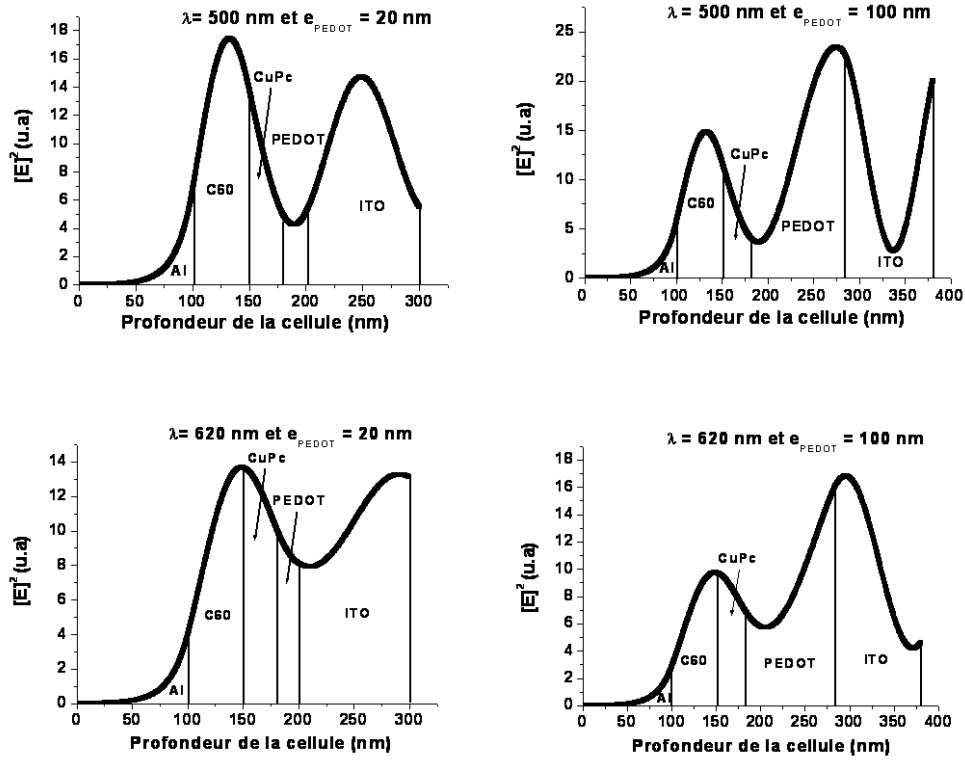 λ= 500 nm et e PEDOT = 20 nm
[E]² (u.a)
18
16
14
12
10
8
6
4
2
0
CuPc
PEDOT
C60
ITO
Al
0 50 100 150 200 250 300
Profondeur de la cellule (nm)
λ = 500 nm et e PEDOT = 100 nm
[E]² (u.a)
25
20
15
10
5
0
CuPc
C60
PEDOT
ITO
Al
0 50 100 150 200 250 300 350 400
Profondeur de la cellule (nm)
λ= 620 nm et e PEDOT = 20 nm
[E]² (u.a)
14
12
10
8
6
4
2
0
CuPc
PEDOT
C60
ITO
Al
0 50 100 150 200 250 300
Profondeur de la cellule (nm)
λ = 620 nm et e PEDOT = 100 nm
[E]² (u.a)
18
16
14
12
10
8
6
4
2
0
CuPc
C60
PEDOT
ITO
Al
0 50 100 150 200 250 300 350 400
Profondeur de la cellule (nm)